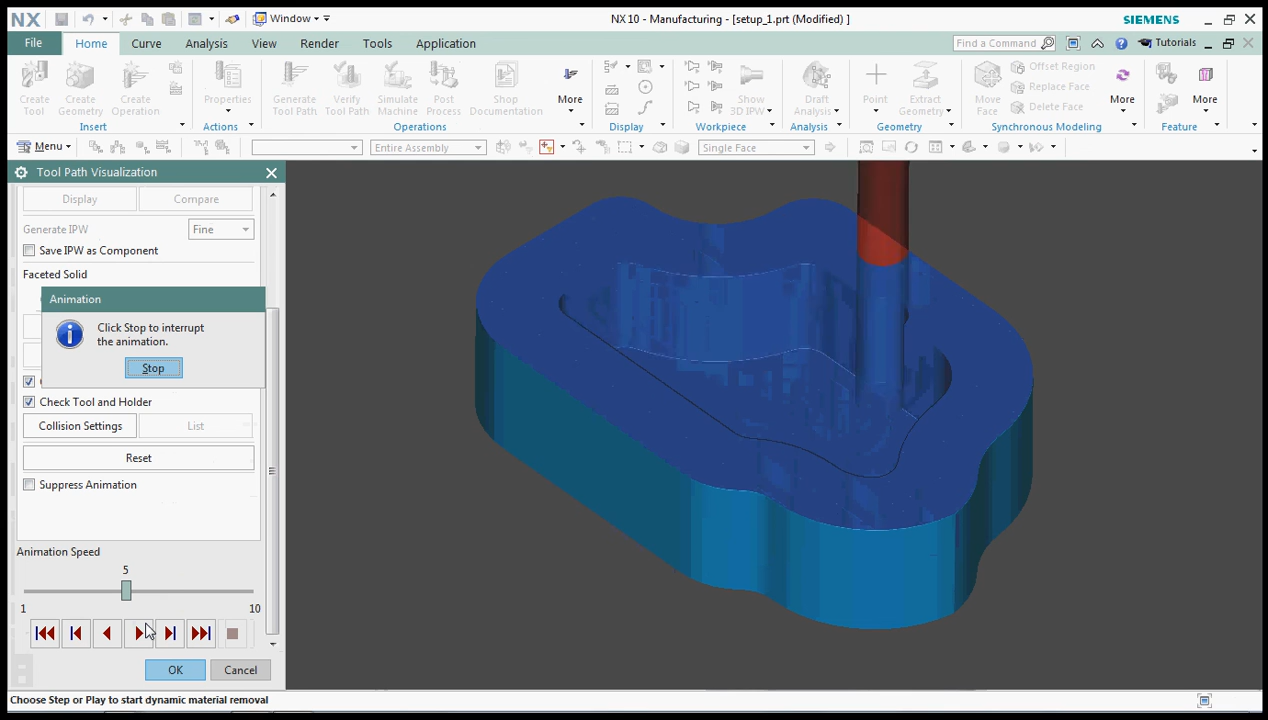 NX
Window
NX 10 - Manufacturing - [setup_1.prt (Modified) ]
SIEMENS
File
Home
Curve
Analysis
View
Render
Tools
Application
Find a Command
Tutorials
Create Tool
Create Geometry
Create Operation
Properties
Generate Tool Path
Verify Tool Path
Simulate Machine
Post Process
Shop Documentation
More
Show 3D IPW
Draft Analysis
Point
Extract Geometry
Move Face
Offset Region
Replace Face
Delete Face
More
More
Insert
Actions
Operations
Display
Workpiece
Analysis
Geometry
Synchronous Modeling
Feature
Menu
Entire Assembly
Single Face
Tool Path Visualization
Display
Compare
Generate IPW
Fine
Save IPW as Component
Faceted Solid
Animation
Click Stop to interrupt
the animation.
Stop
Check Tool and Holder
Collision Settings
List
Reset
Suppress Animation
Animation Speed
5
1
10
OK
Cancel
Choose Step or Play to start dynamic material removal